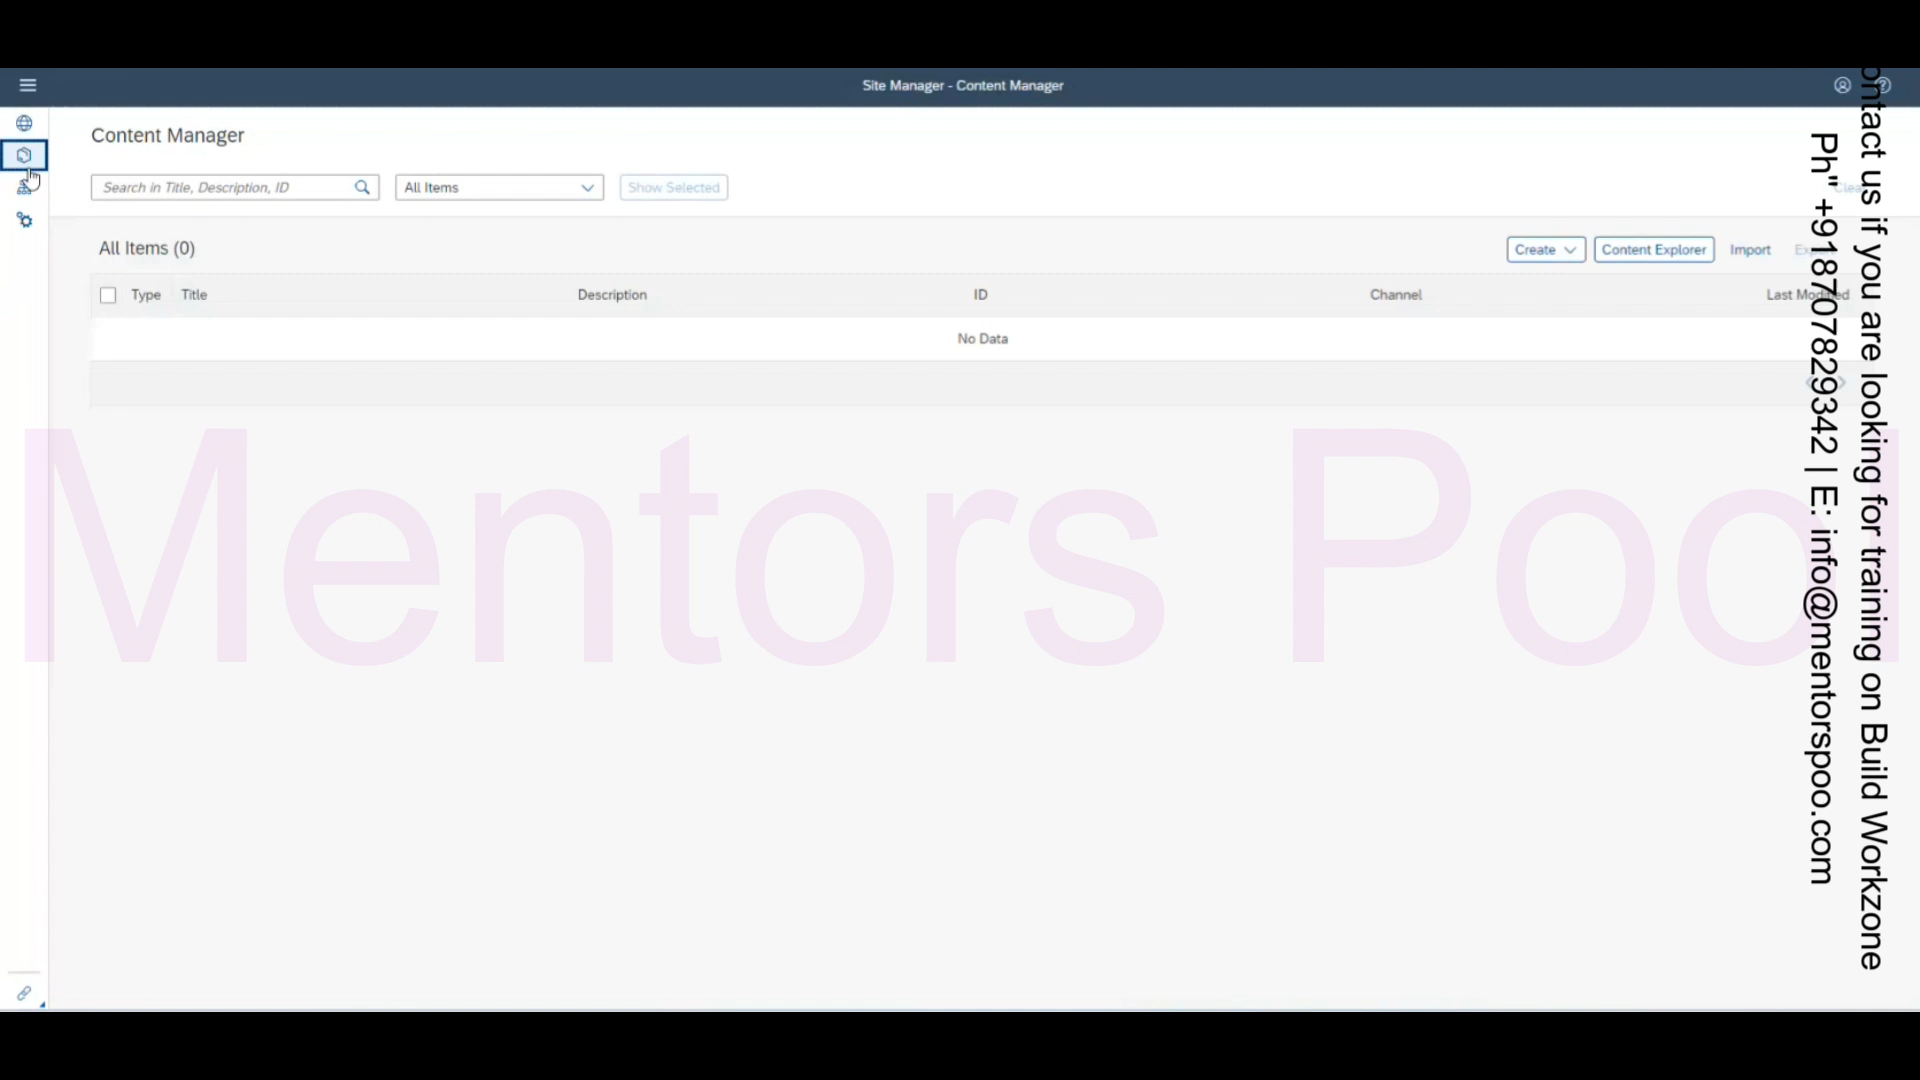 Site Manager - Content Manager
Content Manager
Search in Title, Description, ID
All Items
Show Selected
All Items (0)
Create
Content Explorer
Import
Type
Title
Description
ID
Channel
Last Modified
No Data
Mentors Pool
ontact us if you are looking for training on Build Workzone
Ph" +918707829342 | E: info@mentorspoo.com